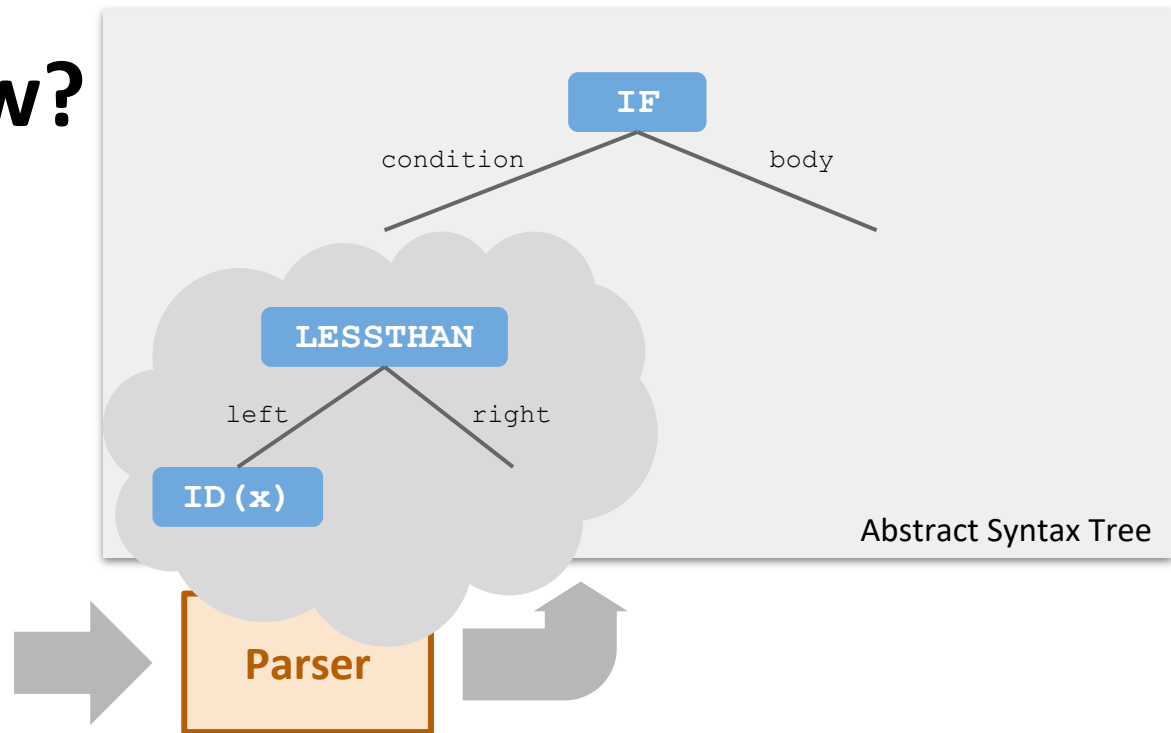 w?
IF
condition body
LESSTHAN
left right
ID(x)
Abstract Syntax Tree
Parser